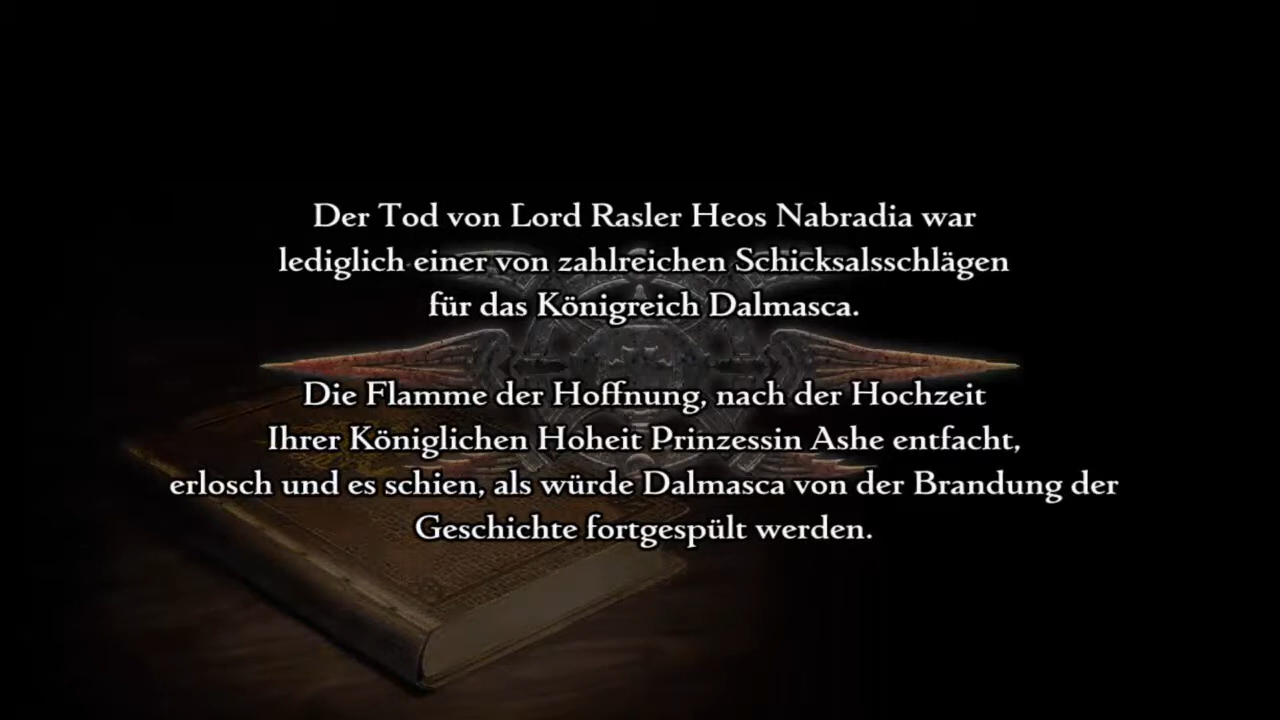 Der Tod von Lord Rasler Heos Nabradia war
lediglich einer von zahlreichen Schicksalsschlägen
für das Königreich Dalmasca.
Die Flamme der Hoffnung, nach der Hochzeit
Ihrer Königlichen Hoheit Prinzessin Ashe entfacht,
erlosch und es schien, als würde Dalmasca von der Brandung der
Geschichte fortgespült werden.